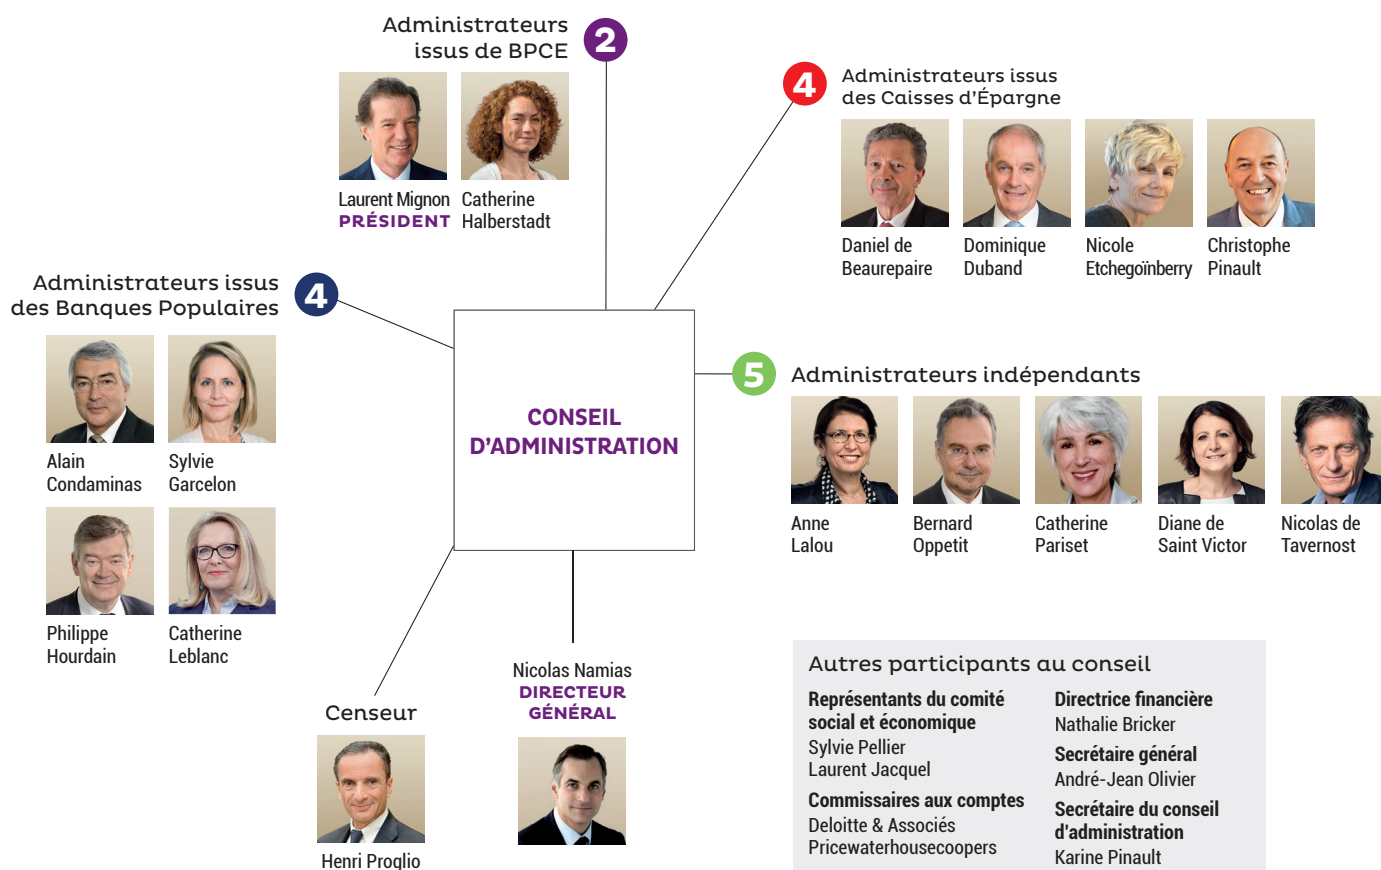 Administrateurs
issus de BPCE
2
Laurent Mignon
PRÉSIDENT
Catherine
Halberstadt
4
Administrateurs issus
des Caisses d'Épargne
Daniel de
Beaurepaire
Dominique
Duband
Nicole
Etchegoïnberry
Christophe
Pinault
Administrateurs issus
des Banques Populaires
4
Alain
Condaminas
Sylvie
Garcelon
Philippe
Hourdain
Catherine
Leblanc
CONSEIL
D'ADMINISTRATION
5
Administrateurs indépendants
Anne
Lalou
Bernard
Oppetit
Catherine
Pariset
Diane de
Saint Victor
Nicolas de
Tavernost
Censeur
Henri Proglio
Nicolas Namias
DIRECTEUR
GÉNÉRAL
Autres participants au conseil
Représentants du comité
social et économique
Sylvie Pellier
Laurent Jacquel
Commissaires aux comptes
Deloitte & Associés
Pricewaterhousecoopers
Directrice financière
Nathalie Bricker
Secrétaire général
André-Jean Olivier
Secrétaire du conseil
d'administration
Karine Pinault